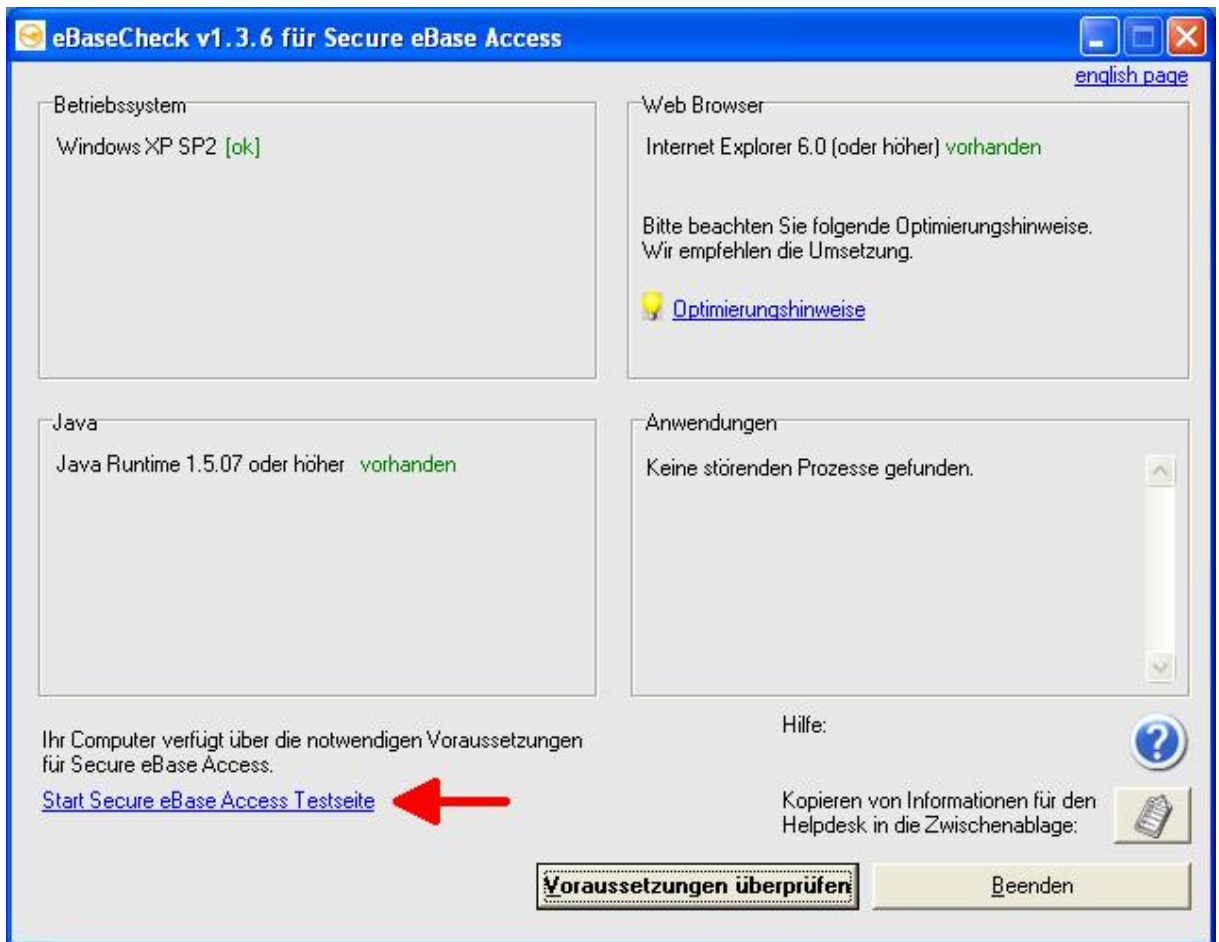 eBaseCheck v1.3.6 für Secure eBase Access
english page
Betriebssystem
Windows XP SP2 [ok]
Web Browser
Internet Explorer 6.0 (oder höher) vorhanden
Bitte beachten Sie folgende Optimierungshinweise.
Wir empfehlen die Umsetzung.
Optimierungshinweise
Java
Java Runtime 1.5.07 oder höher vorhanden
Anwendungen
Keine störenden Prozesse gefunden.
Ihr Computer verfügt über die notwendigen Voraussetzungen
für Secure eBase Access.
Start Secure eBase Access Testseite
Hilfe:
Kopieren von Informationen für den
Helpdesk in die Zwischenablage:
Voraussetzungen überprüfen
Beenden